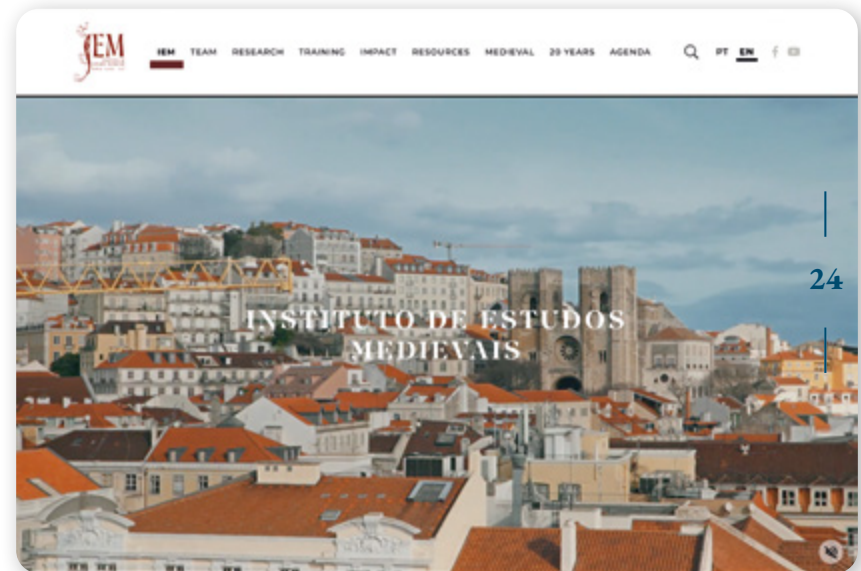 IEM
IEM TEAM RESEARCH TRAINING IMPACT RESOURCES MEDIEVAL 20 YEARS AGENDA PT EN
24
INSTITUTO DE ESTUDOS
MEDIEVAIS